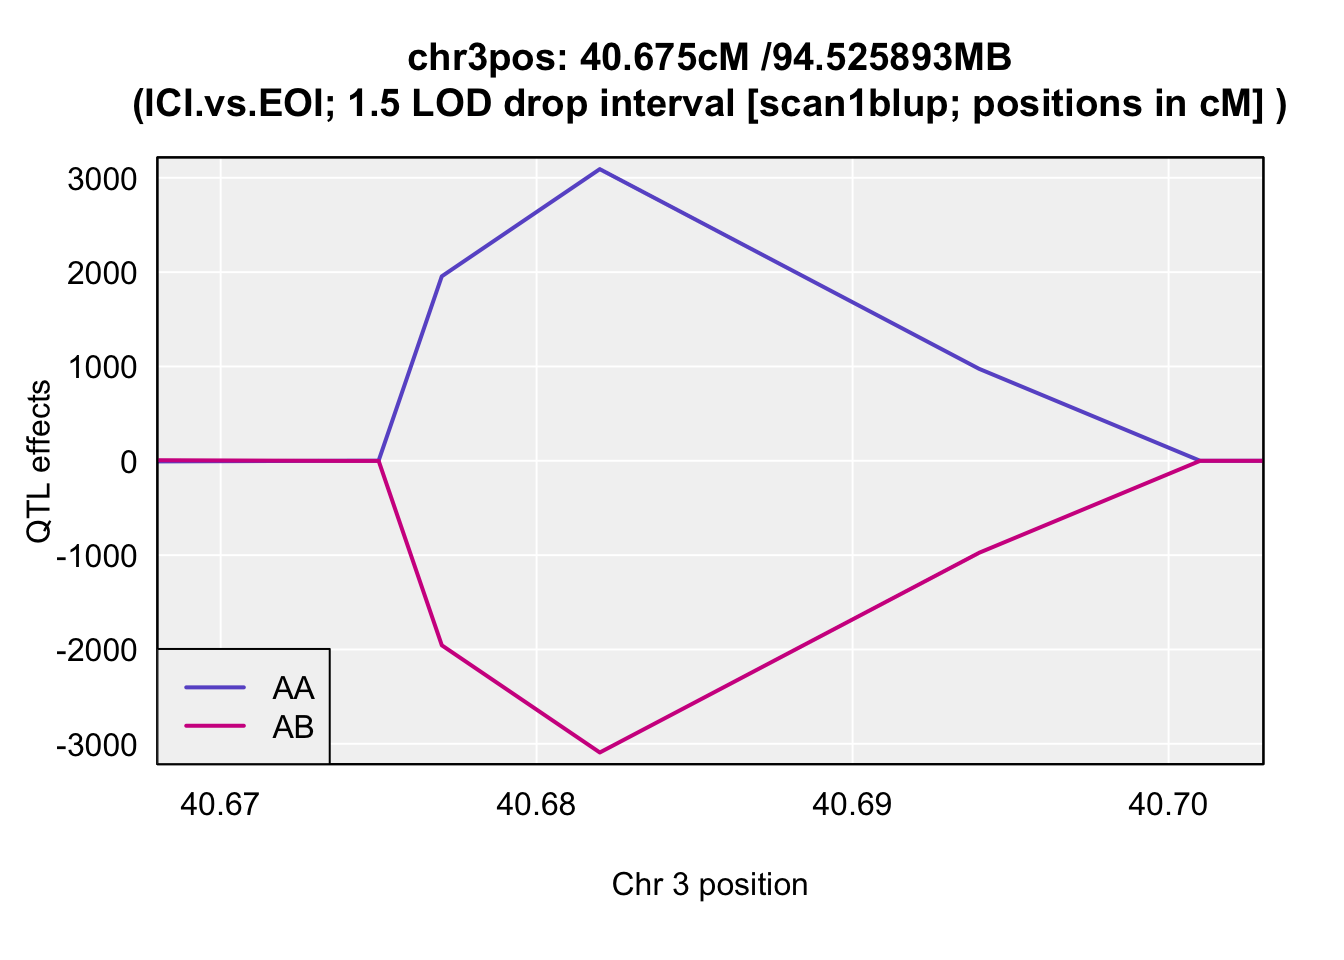 chr3pos: 40.675cM /94.525893MB
(ICI.vs.EOI; 1.5 LOD drop interval [scan1blup; positions in cM] )
QTL effects
3000
2000
1000
0
-1000
-2000
-3000
AA
AB
40.67 40.68 40.69 40.70
Chr 3 position